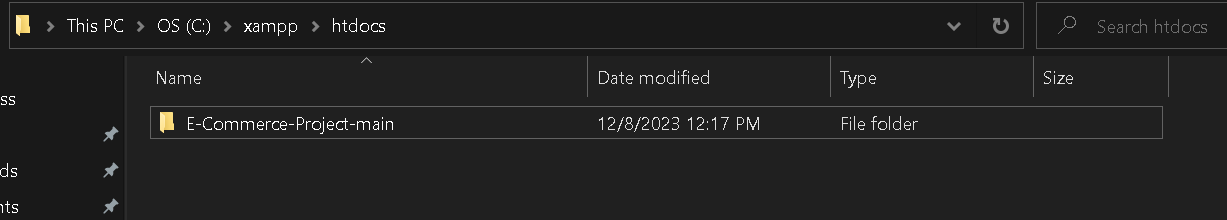 This PC OS (C:) xampp htdocs Search htdocs
Name Date modified Type Size
ss
E-Commerce-Project-main 12/8/2023 12:17 PM File folder
ds
nts